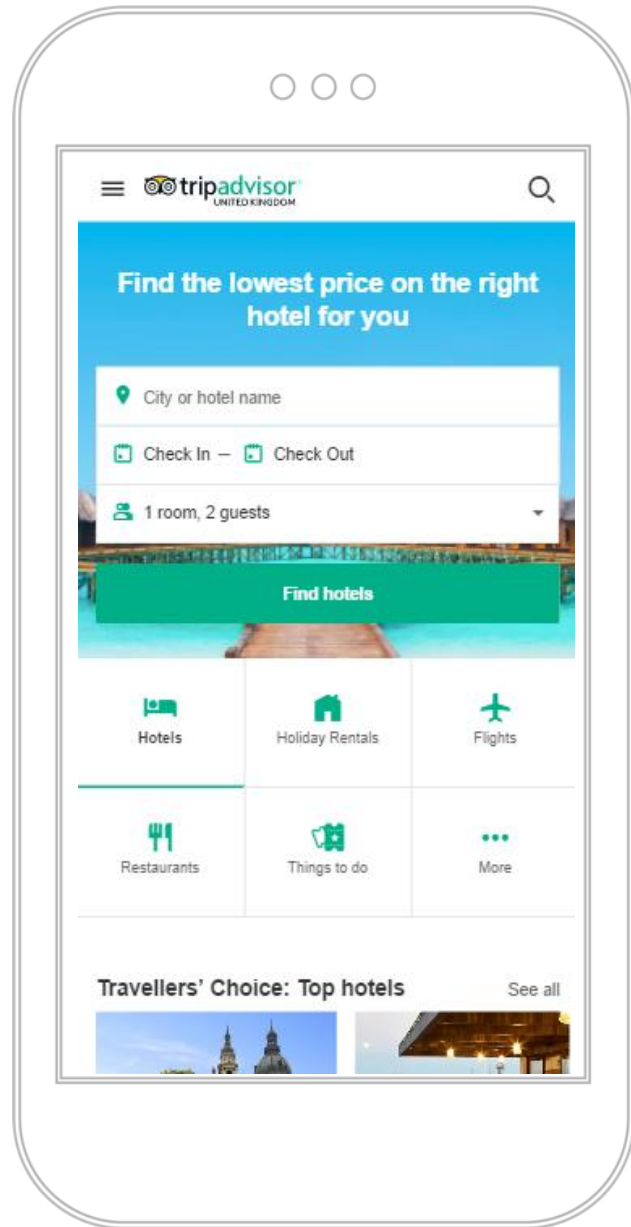 tripadvisor
UNITED KINGDOM
Find the lowest price on the right
hotel for you
City or hotel name
Check In – Check Out
1 room, 2 guests
Find hotels
Hotels Holiday Rentals Flights
Restaurants Things to do More
Travellers' Choice: Top hotels See all